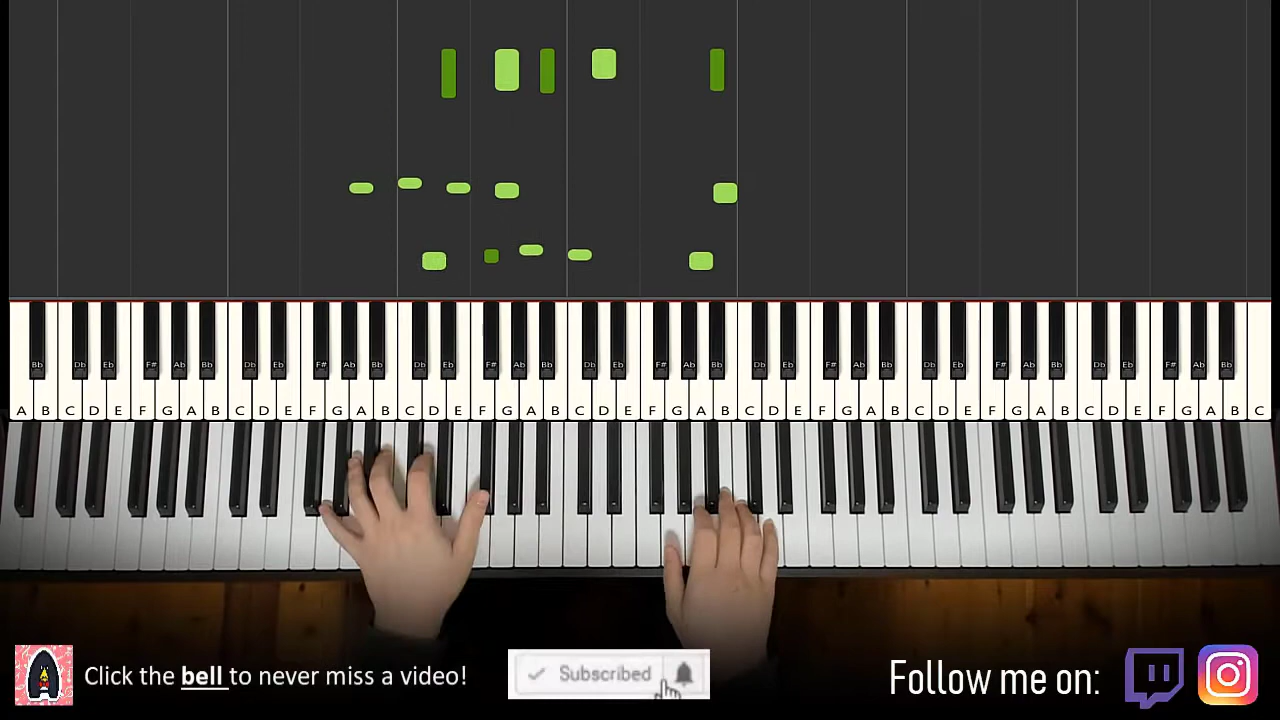 Bb Db Eb F# Ab Bb Db Eb F# Ab Bb Db Eb F# Ab Bb Db Eb F# Ab Bb Db Eb F# Ab Bb Db Eb F# Ab Bb Db Eb F# Ab Bb
A B C D E F G A B C D E F G A B C D E F G A B C D E F G A B C D E F G A B C D E F G A B C D E F G A B C
Click the bell to never miss a video!
Subscribed
Follow me on: